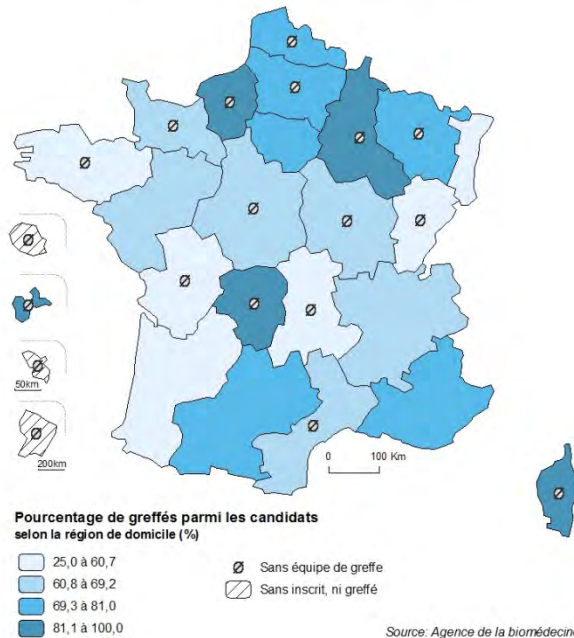 50km
200km
0 100 Km
Pourcentage de greffés parmi les candidats
selon la région de domicile (%)
25,0 à 60,7
60,8 à 69,2
69,3 à 81,0
81,1 à 100,0
Sans équipe de greffe
Sans inscrit, ni greffé
Source: Agence de la biomédecine